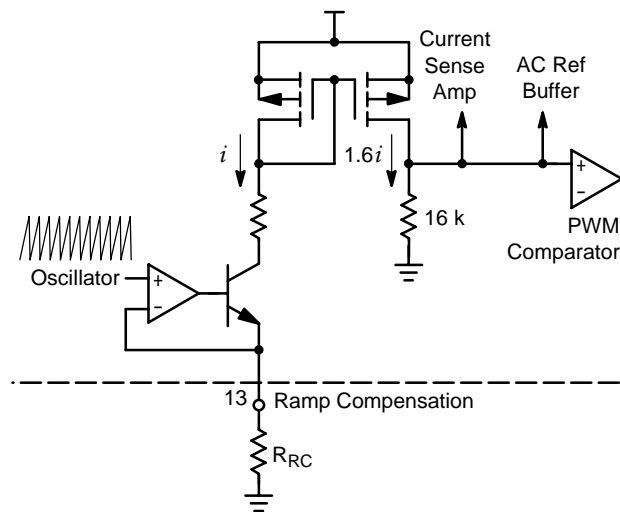 Current
Sense
Amp
AC Ref
Buffer
i
1.6i
+
−
16 k
PWM
Comparator
Oscillator
+
−
13
Ramp Compensation
RRC